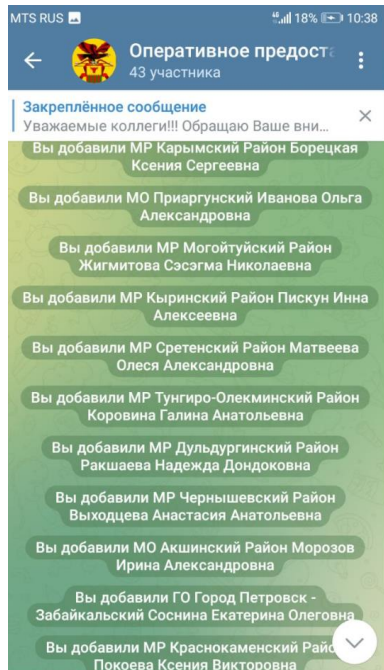 MTS RUS 18% 10:38
Оперативное предост
43 участника
Закреплённое сообщение
Уважаемые коллеги!!! Обращаю Ваше вни...
Вы добавили МР Карымский Район Борецкая
Ксения Сергеевна
Вы добавили МО Приаргунский Иванова Ольга
Александровна
Вы добавили МР Могойтуйский Район
Жигмитова Сэсэгма Николаевна
Вы добавили МР Кыринский Район Пискун Инна
Алексеевна
Вы добавили МР Сретенский Район Матвеева
Олеся Александровна
Вы добавили МР Тунгиро-Олекминский Район
Коровина Галина Анатольевна
Вы добавили МР Дульдургинский Район
Ракшаева Надежда Дондоковна
Вы добавили МР Чернышевский Район
Выходцева Анастасия Анатольевна
Вы добавили МО Акшинский Район Морозов
Ирина Александровна
Вы добавили ГО Город Петровск -
Забайкальский Соснина Екатерина Олеговна
Вы добавили МР Краснокаменский Райо
Покоева Ксения Викторовна